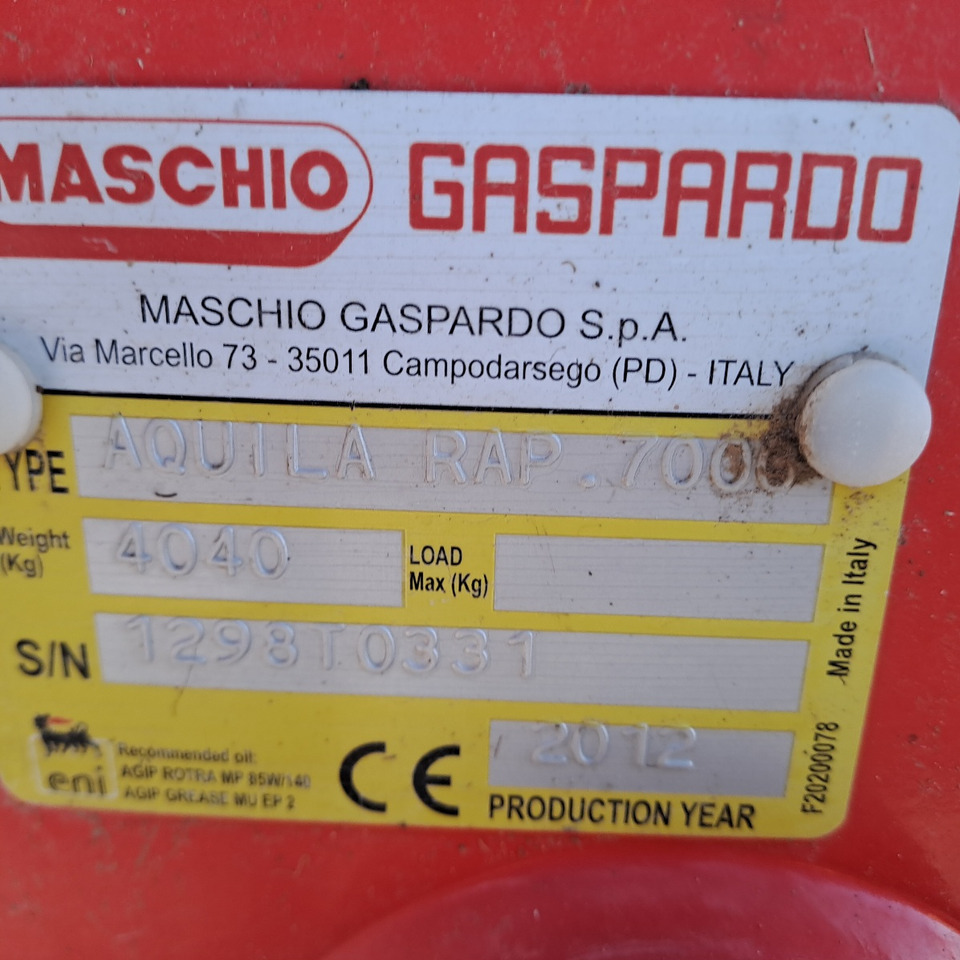 MASCHIO GASPARDO
MASCHIO GASPARDO S.p.A.
Via Marcello 73 - 35011 Campodarsego (PD) - ITALY
TYPE AQUILA RAP.7000
Weight (Kg) 4040 LOAD Max (Kg)
S/N 1298T0331
eni
Recommended oil:
AGIP ROTRA MP 85W/140
AGIP GREASE MU EP 2
CE
2012
PRODUCTION YEAR
F20200078 Made in Italy